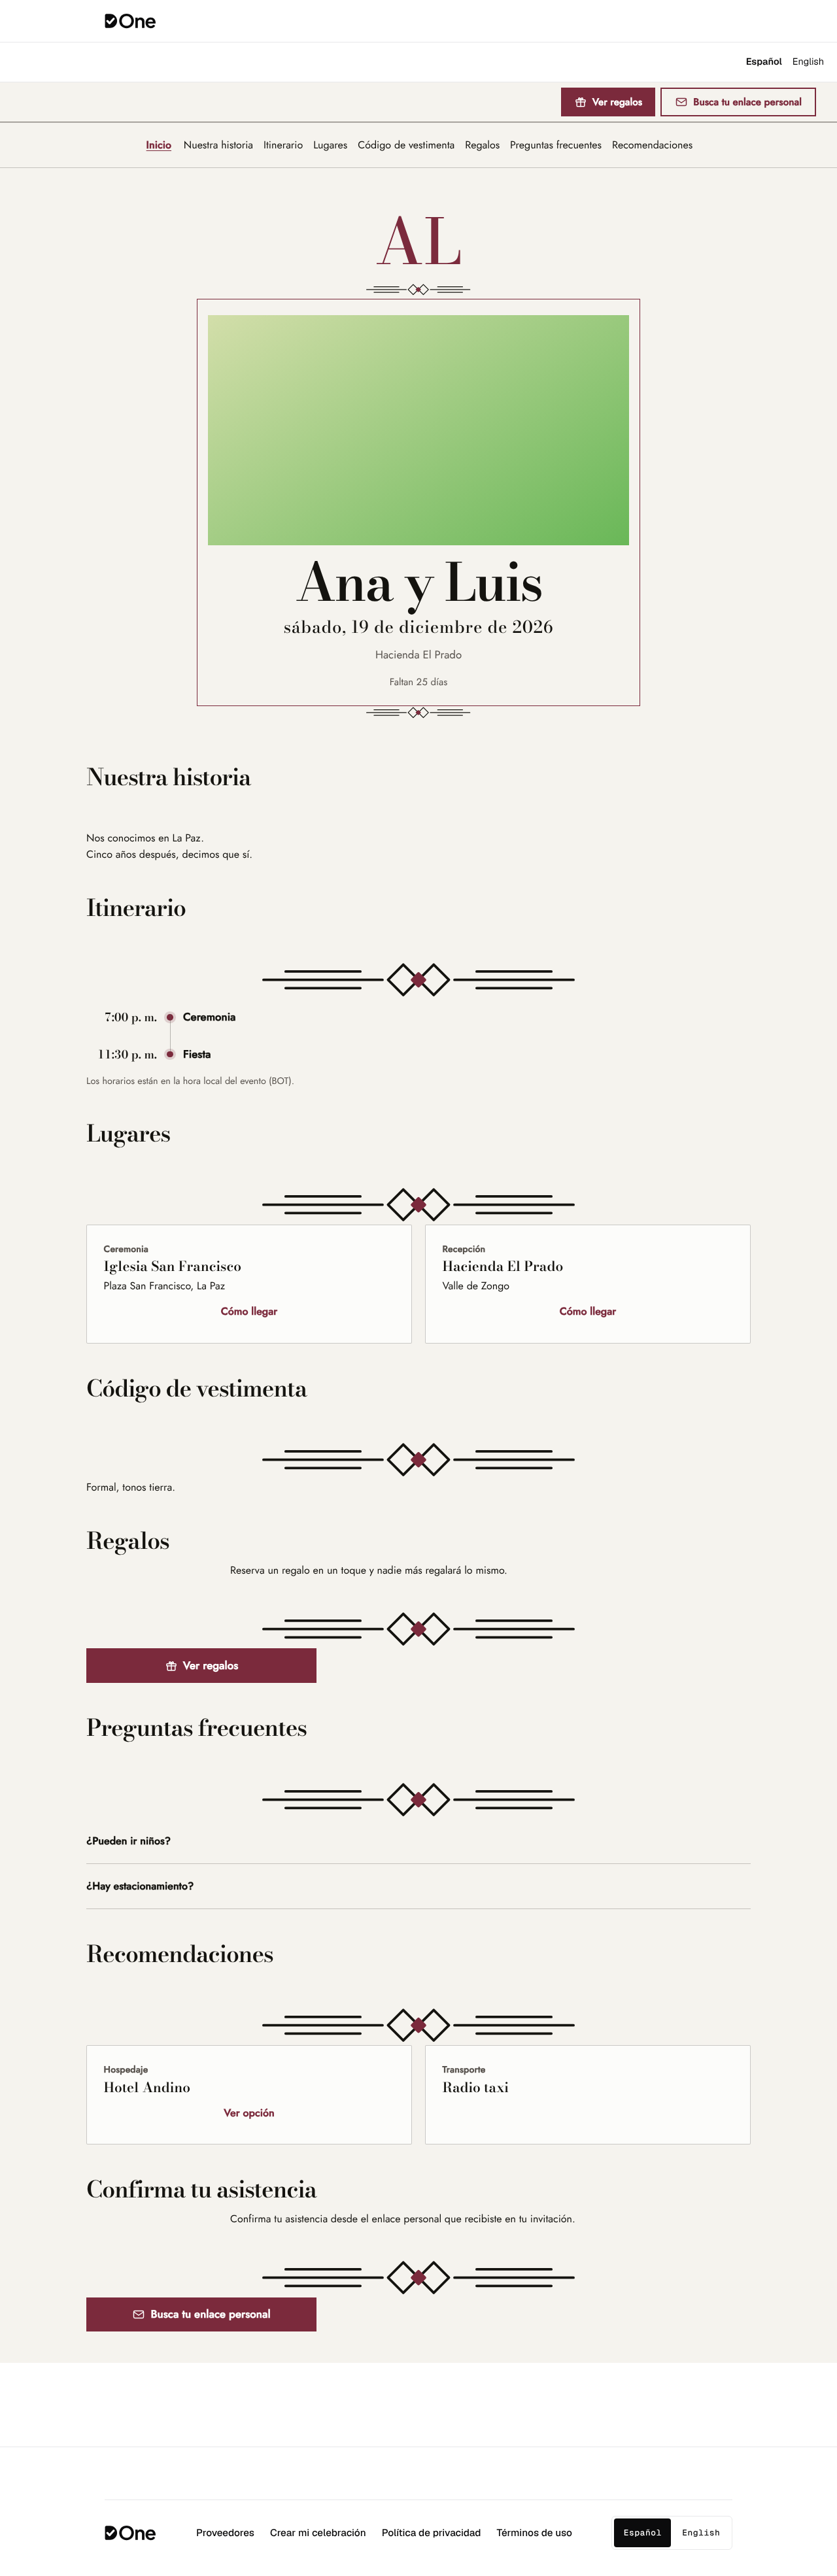 One
Español English
Ver regalos Busca tu enlace personal
Inicio Nuestra historia Itinerario Lugares Código de vestimenta Regalos Preguntas frecuentes Recomendaciones
AL
Ana y Luis
sábado, 19 de diciembre de 2026
Hacienda El Prado
Faltan 25 días
Nuestra historia
Nos conocimos en La Paz.
Cinco años después, decimos que sí.
Itinerario
7:00 p. m. Ceremonia
11:30 p. m. Fiesta
Los horarios están en la hora local del evento (BOT).
Lugares
Ceremonia
Iglesia San Francisco
Plaza San Francisco, La Paz
Cómo llegar
Recepción
Hacienda El Prado
Valle de Zongo
Cómo llegar
Código de vestimenta
Formal, tonos tierra.
Regalos
Reserva un regalo en un toque y nadie más regalará lo mismo.
Ver regalos
Preguntas frecuentes
¿Pueden ir niños?
¿Hay estacionamiento?
Recomendaciones
Hospedaje
Hotel Andino
Ver opción
Transporte
Radio taxi
Confirma tu asistencia
Confirma tu asistencia desde el enlace personal que recibiste en tu invitación.
Busca tu enlace personal
One Proveedores Crear mi celebración Política de privacidad Términos de uso Español English